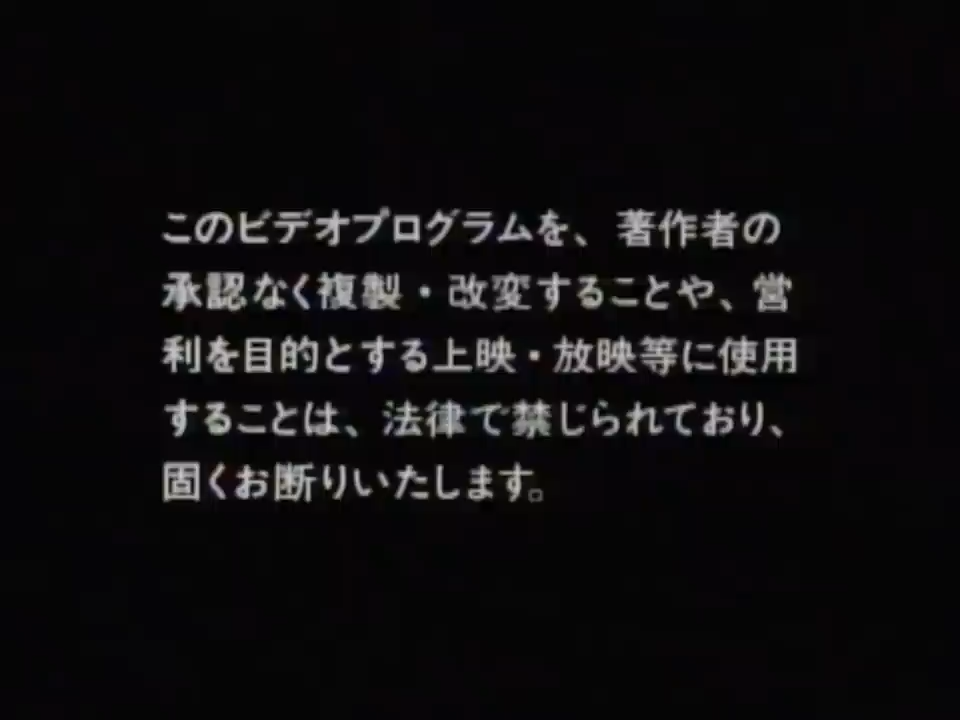 このビデオプログラムを、著作者の
承認なく複製・改変することや、営
利を目的とする上映・放映等に使用
することは、法律で禁じられており、
固くお断りいたします。